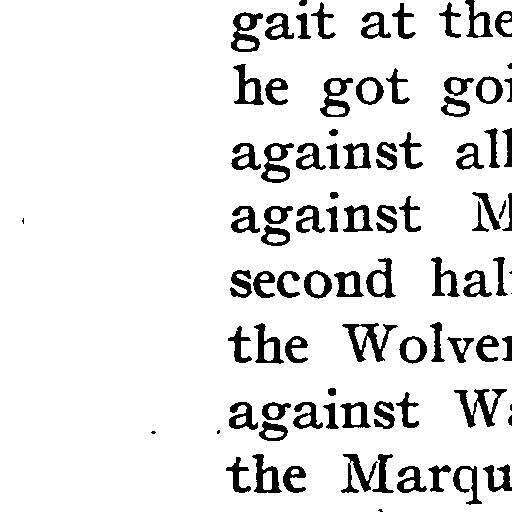 gait at the
he got goi
against all
against M
second hal
the Wolver
against Wa
the Marqu